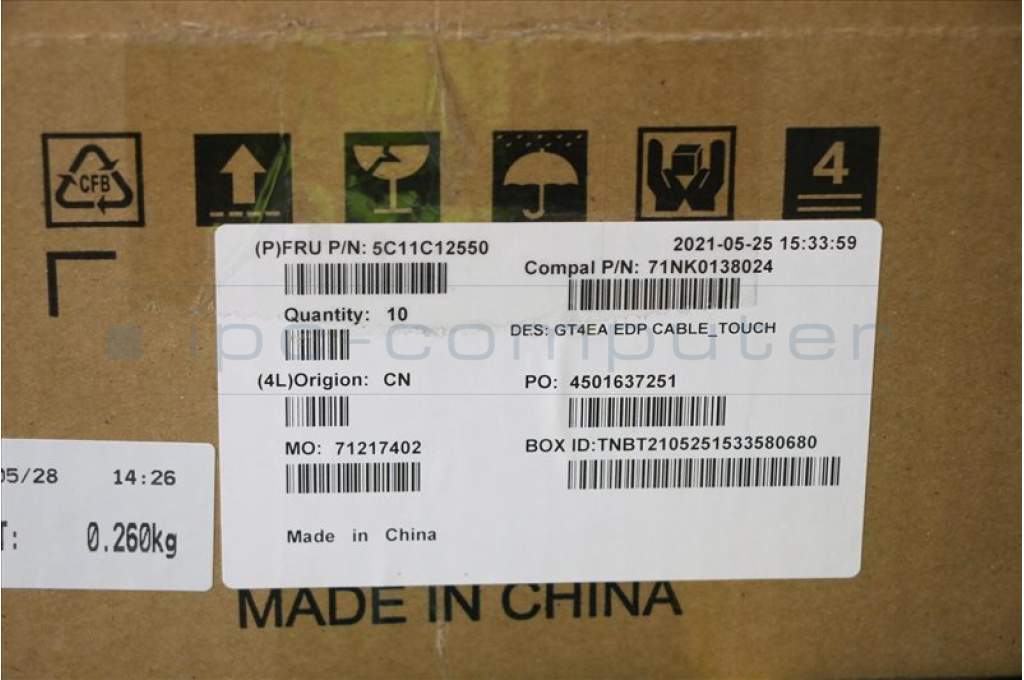 CFB
4
(P)FRU P/N: 5C11C12550
2021-05-25 15:33:59
Compal P/N: 71NK0138024
Quantity: 10
DES: GT4EA EDP CABLE_TOUCH
ipc-computer
(4L)Origion: CN
PO: 4501637251
MO: 71217402
BOX ID:TNBT2105251533580680
05/28 14:26
T: 0.260kg
Made in China
MADE IN CHINA